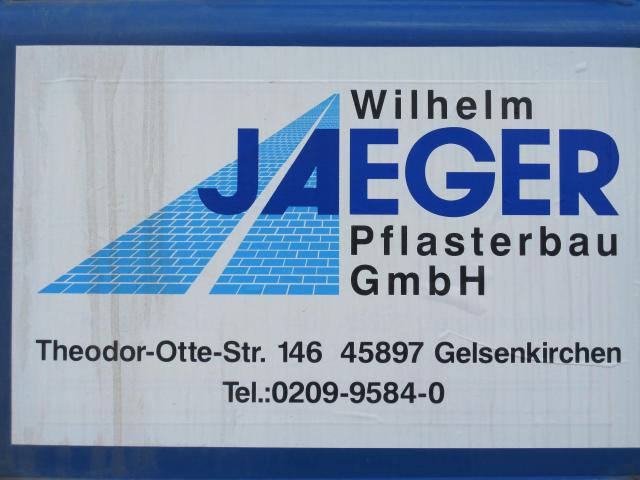 Wilhelm
JAEGER
Pflasterbau
GmbH
Theodor-Otte-Str. 146 45897 Gelsenkirchen
Tel.:0209-9584-0